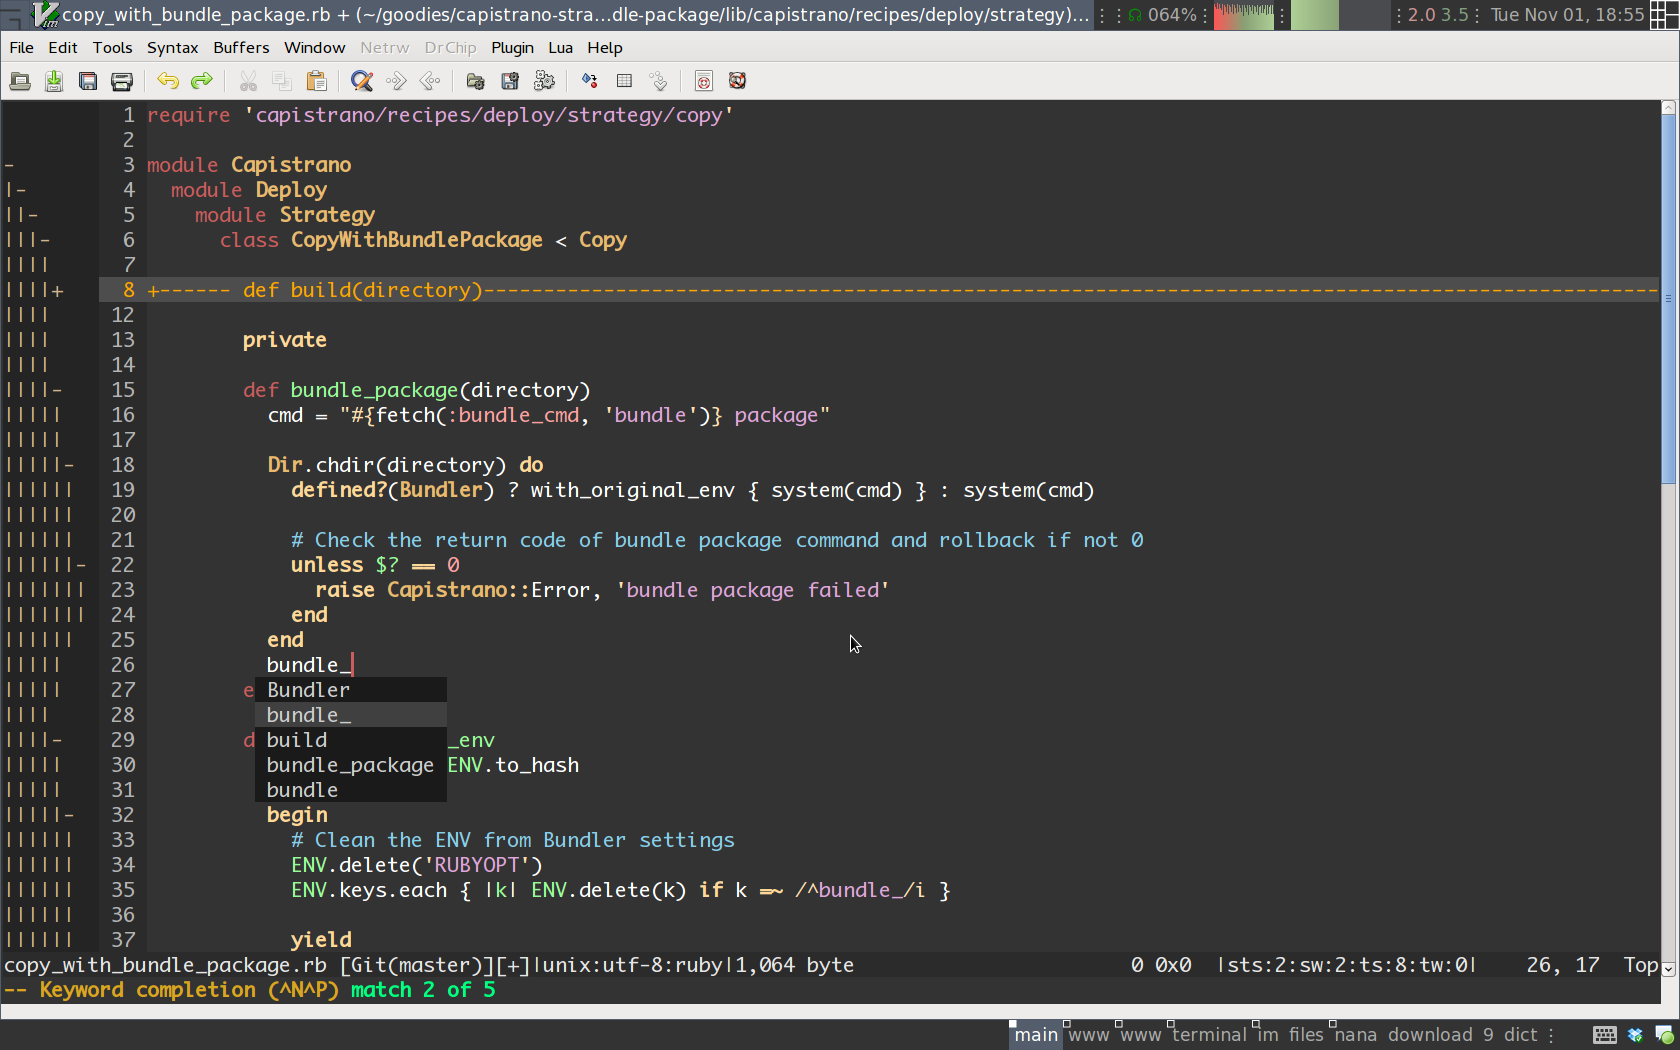 copy_with_bundle_package.rb + (~/goodies/capistrano-stra...dle-package/lib/capistrano/recipes/deploy/strategy)... 064% 2.0 3.5 Tue Nov 01, 18:55
File Edit Tools Syntax Buffers Window Netrw DrChip Plugin Lua Help
1 require 'capistrano/recipes/deploy/strategy/copy'
2
- 3 module Capistrano
|- 4 module Deploy
||- 5 module Strategy
|||- 6 class CopyWithBundlePackage < Copy
|||| 7
||||+ 8 +------ def build(directory)--------------------------------------------------------------------------------------------------
|||| 12
|||| 13 private
|||| 14
||||- 15 def bundle_package(directory)
||||| 16 cmd = "#{fetch(:bundle_cmd, 'bundle')} package"
||||| 17
|||||- 18 Dir.chdir(directory) do
|||||| 19 defined?(Bundler) ? with_original_env { system(cmd) } : system(cmd)
|||||| 20
|||||| 21 # Check the return code of bundle package command and rollback if not 0
||||||- 22 unless $? == 0
||||||| 23 raise Capistrano::Error, 'bundle package failed'
||||||| 24 end
|||||| 25 end
||||| 26 bundle_
||||| 27 e Bundler
|||| 28 bundle_
||||- 29 d build _env
||||| 30 bundle_package ENV.to_hash
||||| 31 bundle
|||||- 32 begin
|||||| 33 # Clean the ENV from Bundler settings
|||||| 34 ENV.delete('RUBYOPT')
|||||| 35 ENV.keys.each { |k| ENV.delete(k) if k =~ /^bundle_/i }
|||||| 36
|||||| 37 yield
copy_with_bundle_package.rb [Git(master)][+]|unix:utf-8:ruby|1,064 byte 0 0x0 |sts:2:sw:2:ts:8:tw:0| 26, 17 Top
-- Keyword completion (^N^P) match 2 of 5
main www www terminal im files nana download 9 dict